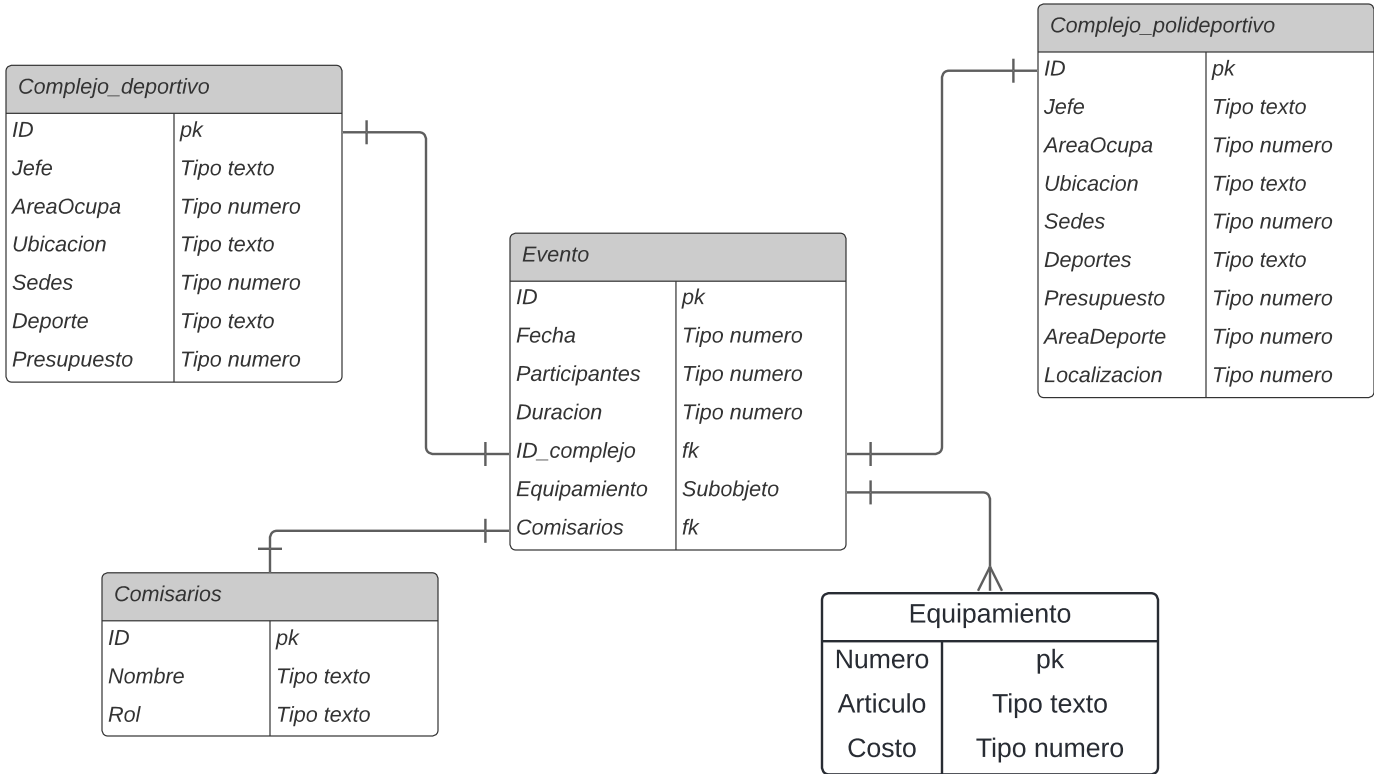 Complejo_deportivo
ID pk
Jefe Tipo texto
AreaOcupa Tipo numero
Ubicacion Tipo texto
Sedes Tipo numero
Deporte Tipo texto
Presupuesto Tipo numero
Complejo_polideportivo
ID pk
Jefe Tipo texto
AreaOcupa Tipo numero
Ubicacion Tipo texto
Sedes Tipo numero
Deportes Tipo texto
Presupuesto Tipo numero
AreaDeporte Tipo numero
Localizacion Tipo numero
Evento
ID pk
Fecha Tipo numero
Participantes Tipo numero
Duracion Tipo numero
ID_complejo fk
Equipamiento Subobjeto
Comisarios fk
Comisarios
ID pk
Nombre Tipo texto
Rol Tipo texto
Equipamiento
Numero pk
Articulo Tipo texto
Costo Tipo numero